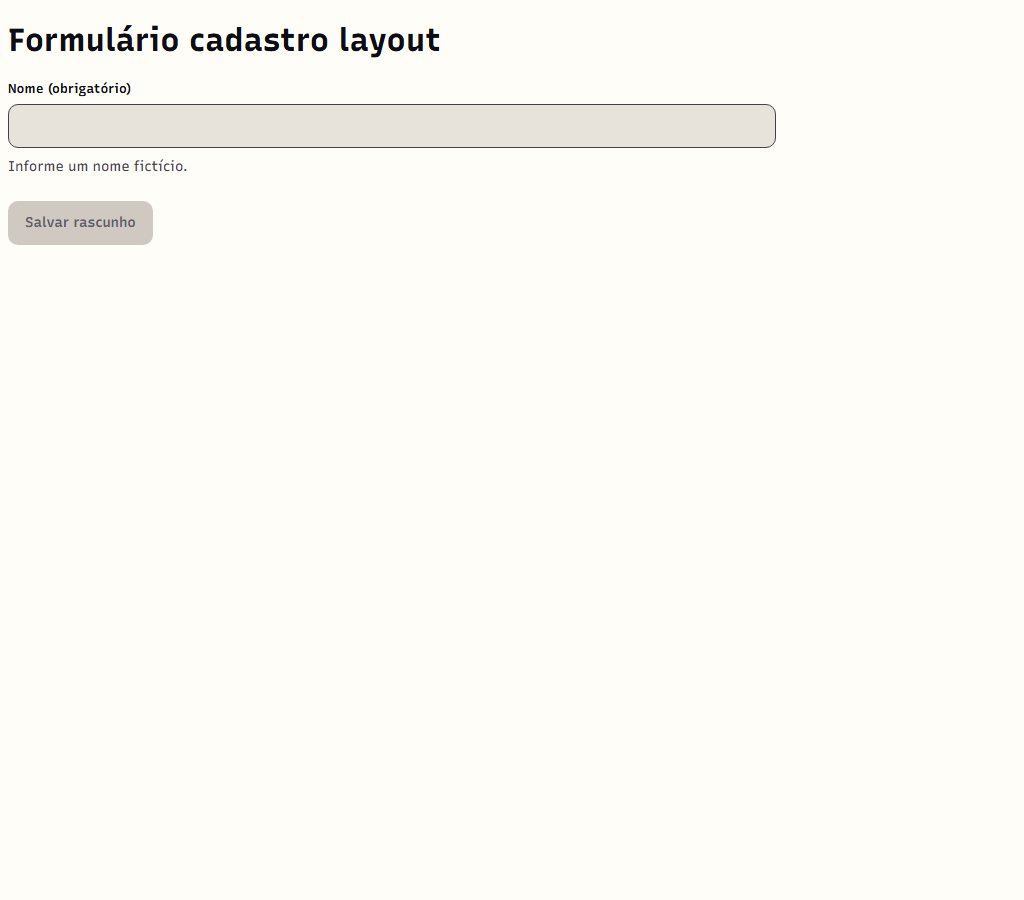 Formulário cadastro layout
Nome (obrigatório)
Informe um nome fictício.
Salvar rascunho